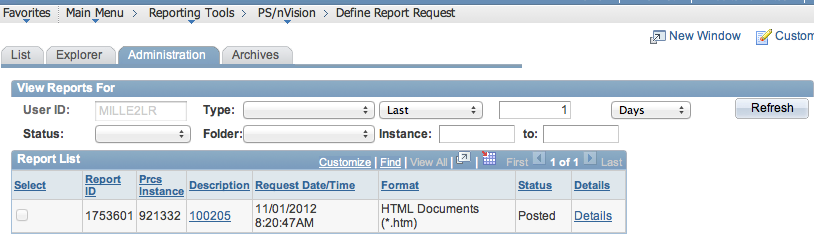 Favorites Main Menu > Reporting Tools > PS/nVision > Define Report Request
New Window Custom
List Explorer Administration Archives
View Reports For
User ID: MILLE2LR Type: Last 1 Days Refresh
Status: Folder: Instance: to:
Report List Customize | Find | View All | First 1 of 1 Last
Select Report ID Prcs Instance Description Request Date/Time Format Status Details
1753601 921332 100205 11/01/2012 8:20:47AM HTML Documents (*.htm) Posted Details